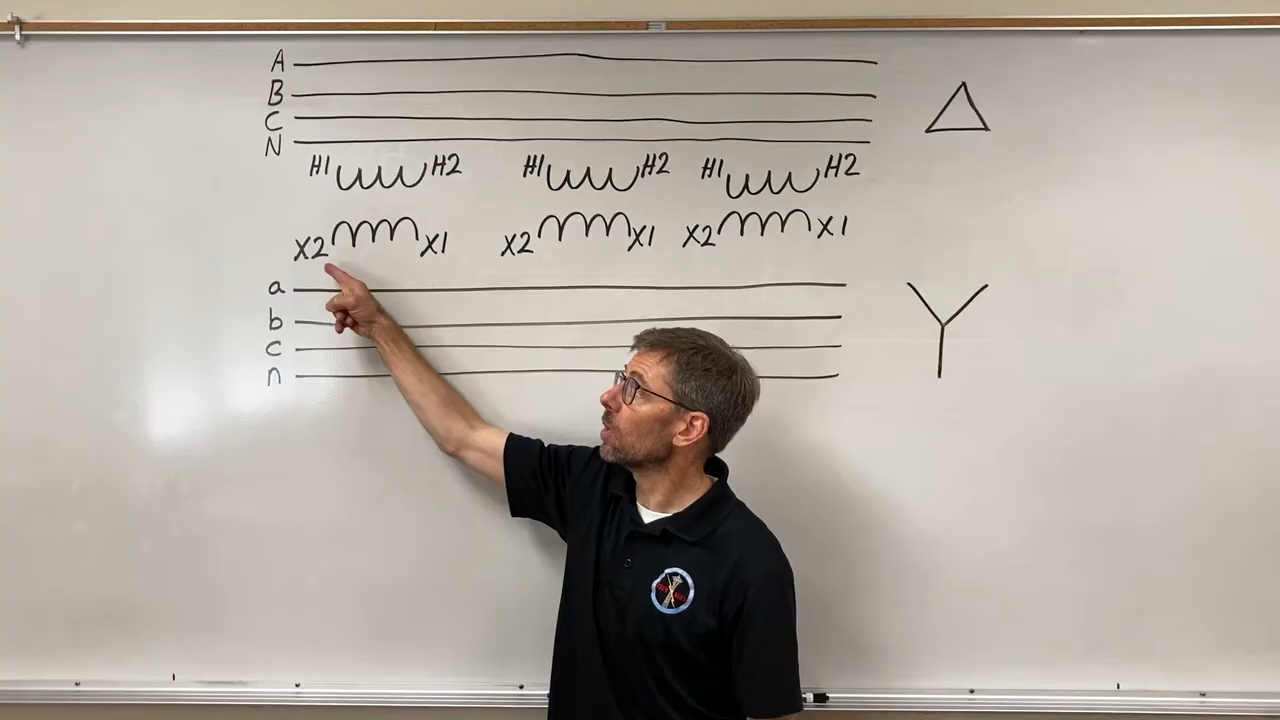 A
B
C
N
H1 H2 H1 H2 H1 H2
X2 X1 X2 X1 X2 X1
a
b
c
n